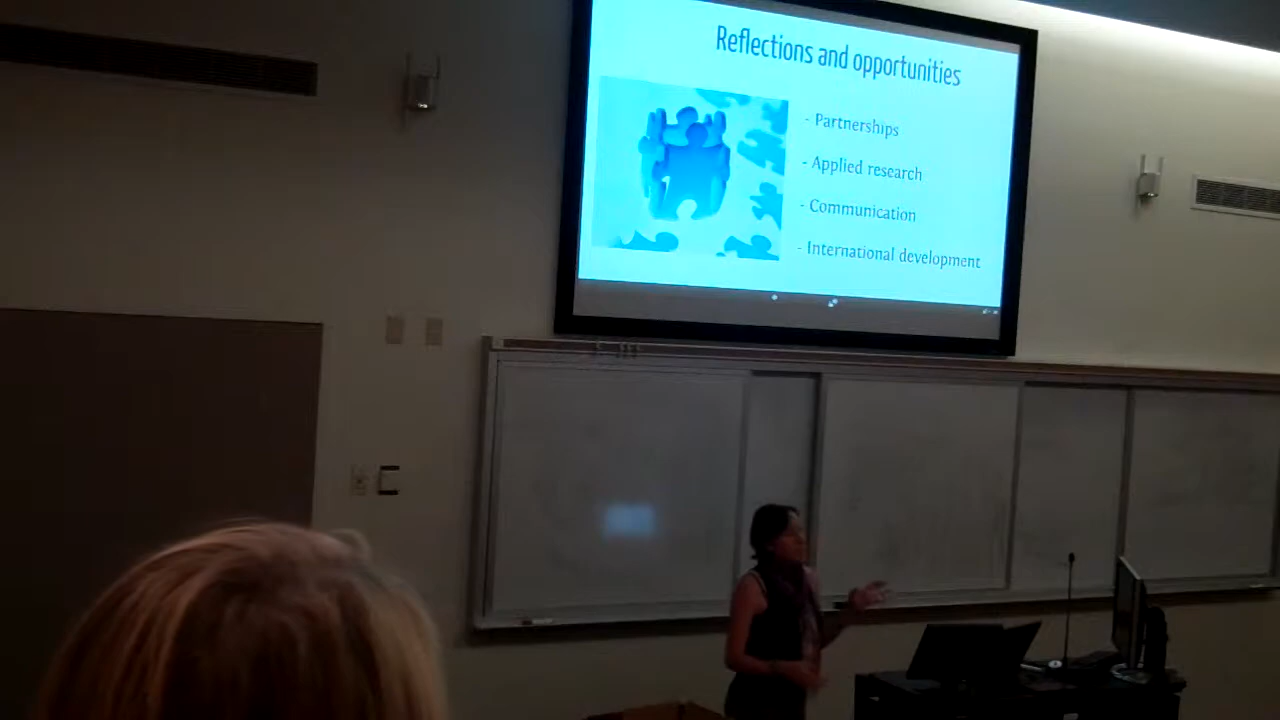 Reflections and opportunities
- Partnerships
- Applied research
- Communication
- International development